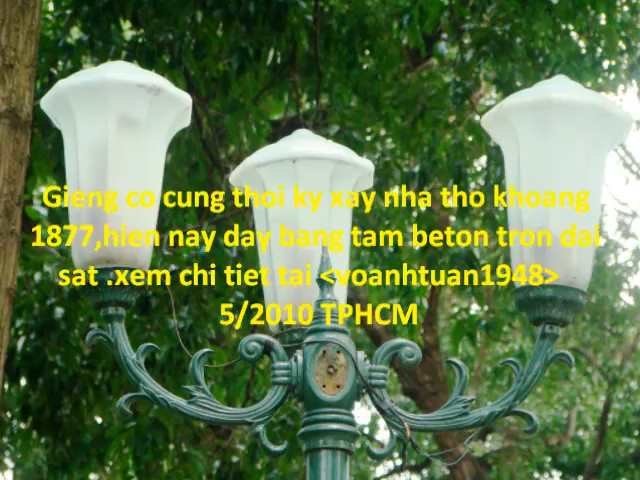 Gieng co cung thoi ky xay nha tho khoang
1877,hien nay day bang tam beton tron dai
sat .xem chi tiet tai <voanhtuan1948>
5/2010 TPHCM